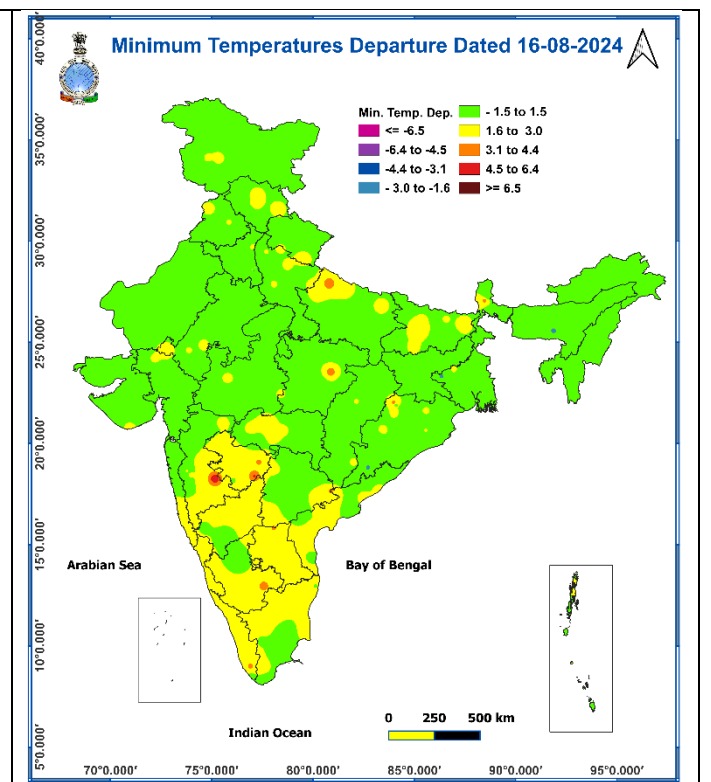 Minimum Temperatures Departure Dated 16-08-2024
Min. Temp. Dep.
<= -6.5
-6.4 to -4.5
-4.4 to -3.1
- 3.0 to -1.6
- 1.5 to 1.5
1.6 to 3.0
3.1 to 4.4
4.5 to 6.4
>= 6.5
40°0.000'
35°0.000'
30°0.000'
25°0.000'
20°0.000'
15°0.000'
10°0.000'
5°0.000'
Arabian Sea
Bay of Bengal
Indian Ocean
0 250 500 km
70°0.000' 75°0.000' 80°0.000' 85°0.000' 90°0.000' 95°0.000'